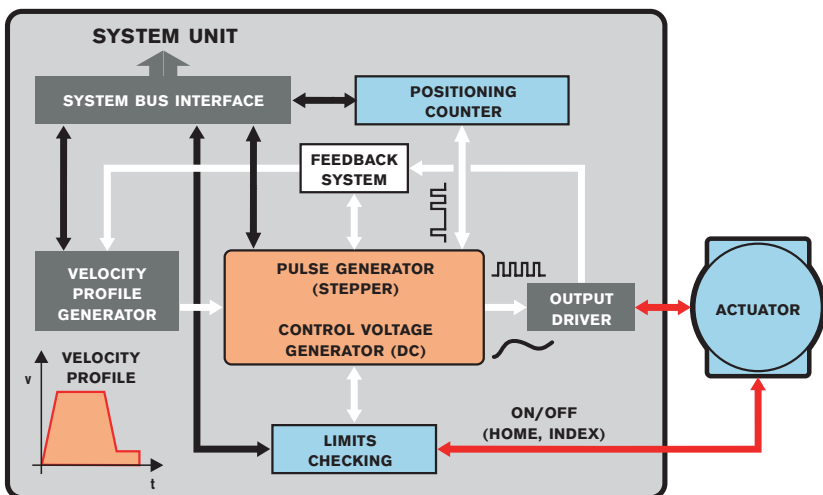 SYSTEM UNIT
SYSTEM BUS INTERFACE
POSITIONING
COUNTER
FEEDBACK
SYSTEM
VELOCITY
PROFILE
GENERATOR
PULSE GENERATOR
(STEPPER)
CONTROL VOLTAGE
GENERATOR (DC)
OUTPUT
DRIVER
ACTUATOR
VELOCITY
PROFILE
v
t
LIMITS
CHECKING
ON/OFF
(HOME, INDEX)